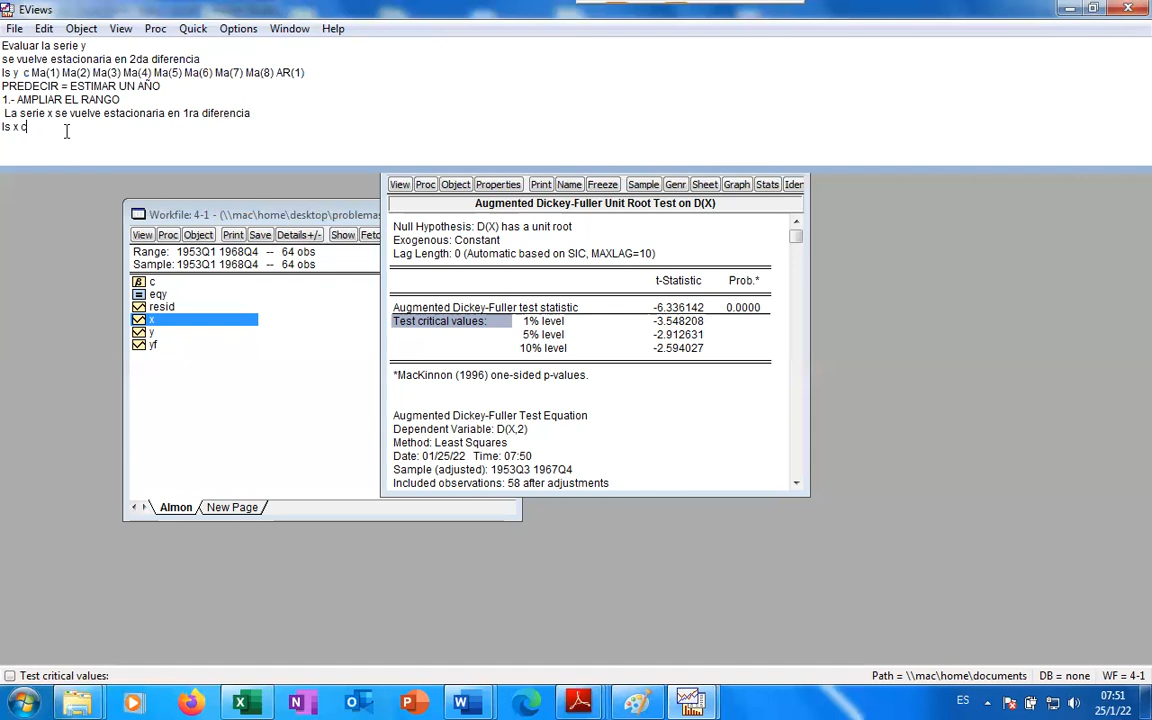 EViews
File Edit Object View Proc Quick Options Window Help
Evaluar la serie y
se vuelve estacionaria en 2da diferencia
ls y c Ma(1) Ma(2) Ma(3) Ma(4) Ma(5) Ma(6) Ma(7) Ma(8) AR(1)
PREDECIR = ESTIMAR UN AÑO
1.- AMPLIAR EL RANGO
La serie x se vuelve estacionaria en 1ra diferencia
ls x c
Workfile: 4-1 - (\\mac\home\desktop\problemas
View Proc Object Print Save Details+/- Show Fetc
Range: 1953Q1 1968Q4 -- 64 obs
Sample: 1953Q1 1968Q4 -- 64 obs
c
eqy
resid
x
y
yf
Almon New Page
View Proc Object Properties Print Name Freeze Sample Genr Sheet Graph Stats Iden
Augmented Dickey-Fuller Unit Root Test on D(X)
Null Hypothesis: D(X) has a unit root
Exogenous: Constant
Lag Length: 0 (Automatic based on SIC, MAXLAG=10)
t-Statistic Prob.*
Augmented Dickey-Fuller test statistic -6.336142 0.0000
Test critical values: 1% level -3.548208
5% level -2.912631
10% level -2.594027
*MacKinnon (1996) one-sided p-values.
Augmented Dickey-Fuller Test Equation
Dependent Variable: D(X,2)
Method: Least Squares
Date: 01/25/22 Time: 07:50
Sample (adjusted): 1953Q3 1967Q4
Included observations: 58 after adjustments
Test critical values: Path = \\mac\home\documents DB = none WF = 4-1
ES 07:51
25/1/22